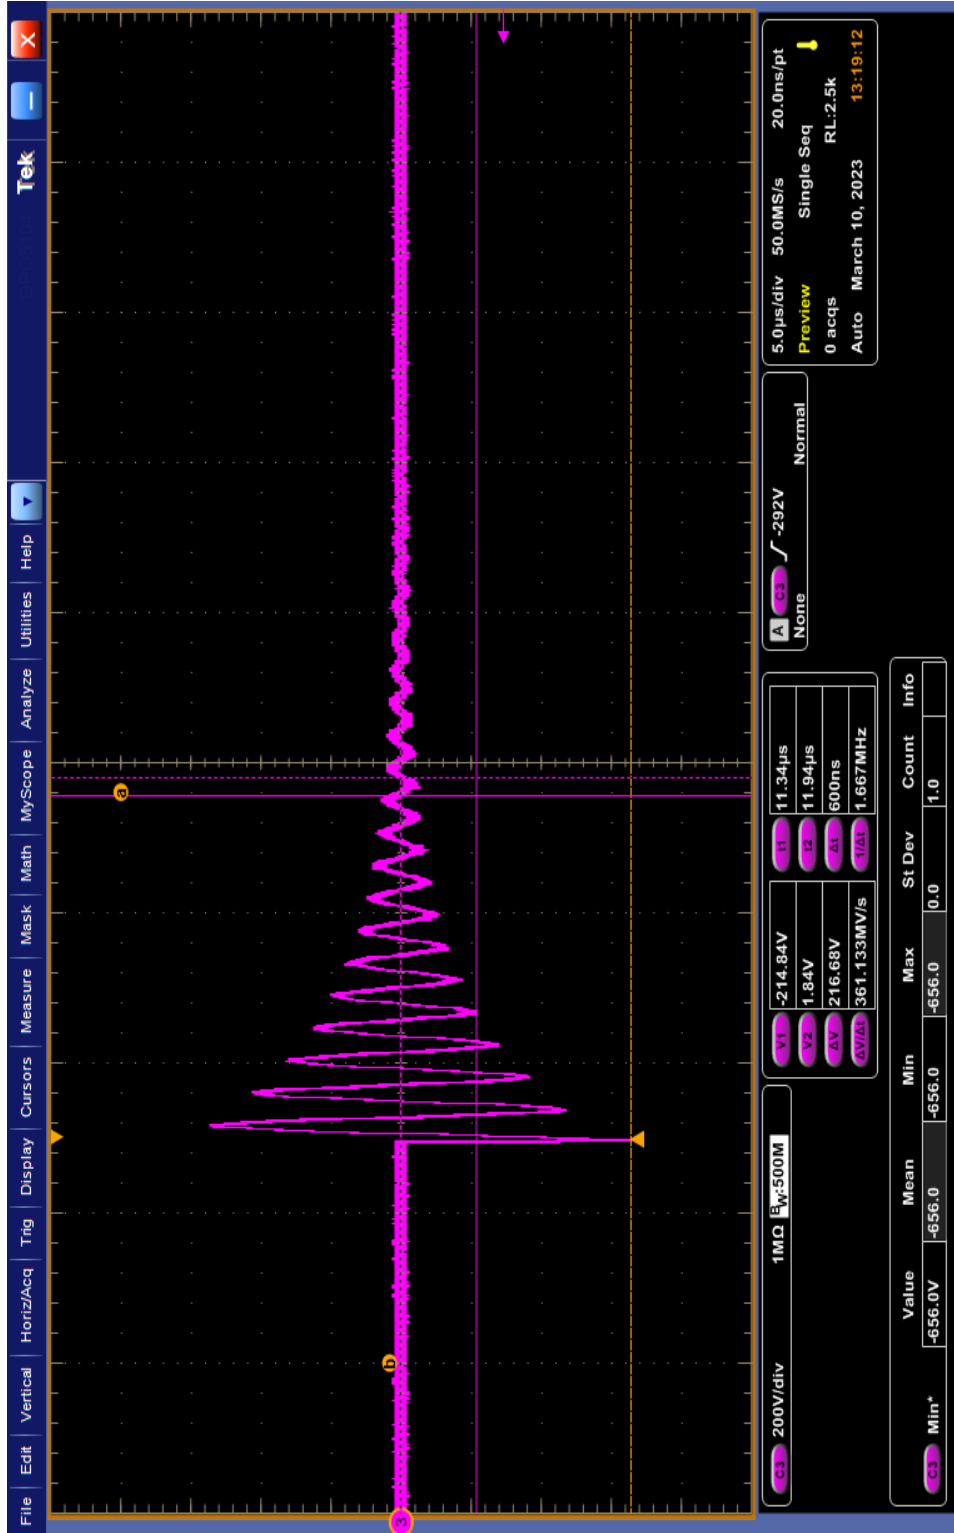 File Edit Vertical Horiz/Acq Trig Display Cursors Measure Mask Math MyScope Analyze Utilities Help Tek X
a
b
3
C3 200V/div 1MΩ BW:500M
V1 -214.84V
V2 1.84V
ΔV 216.68V
ΔV/Δt 361.133MV/s
t1 11.34µs
t2 11.94µs
Δt 600ns
1/Δt 1.667MHz
A C3 -292V
None Normal
5.0µs/div 50.0MS/s 20.0ns/pt
Preview Single Seq
0 acqs RL:2.5k
Auto March 10, 2023 13:19:12
Value Mean Min Max St Dev Count Info
C3 Min* -656.0V -656.0 -656.0 -656.0 0.0 1.0